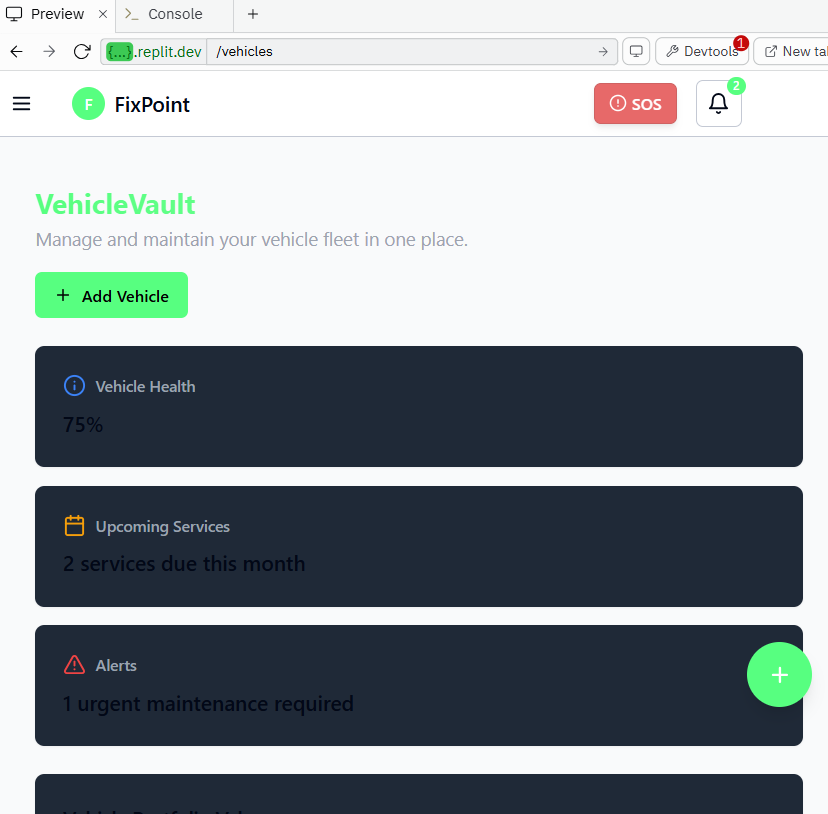 Preview × >_ Console +
{...}.replit.dev /vehicles Devtools 1 New tal
F FixPoint SOS 2
VehicleVault
Manage and maintain your vehicle fleet in one place.
+ Add Vehicle
Vehicle Health
75%
Upcoming Services
2 services due this month
Alerts
1 urgent maintenance required